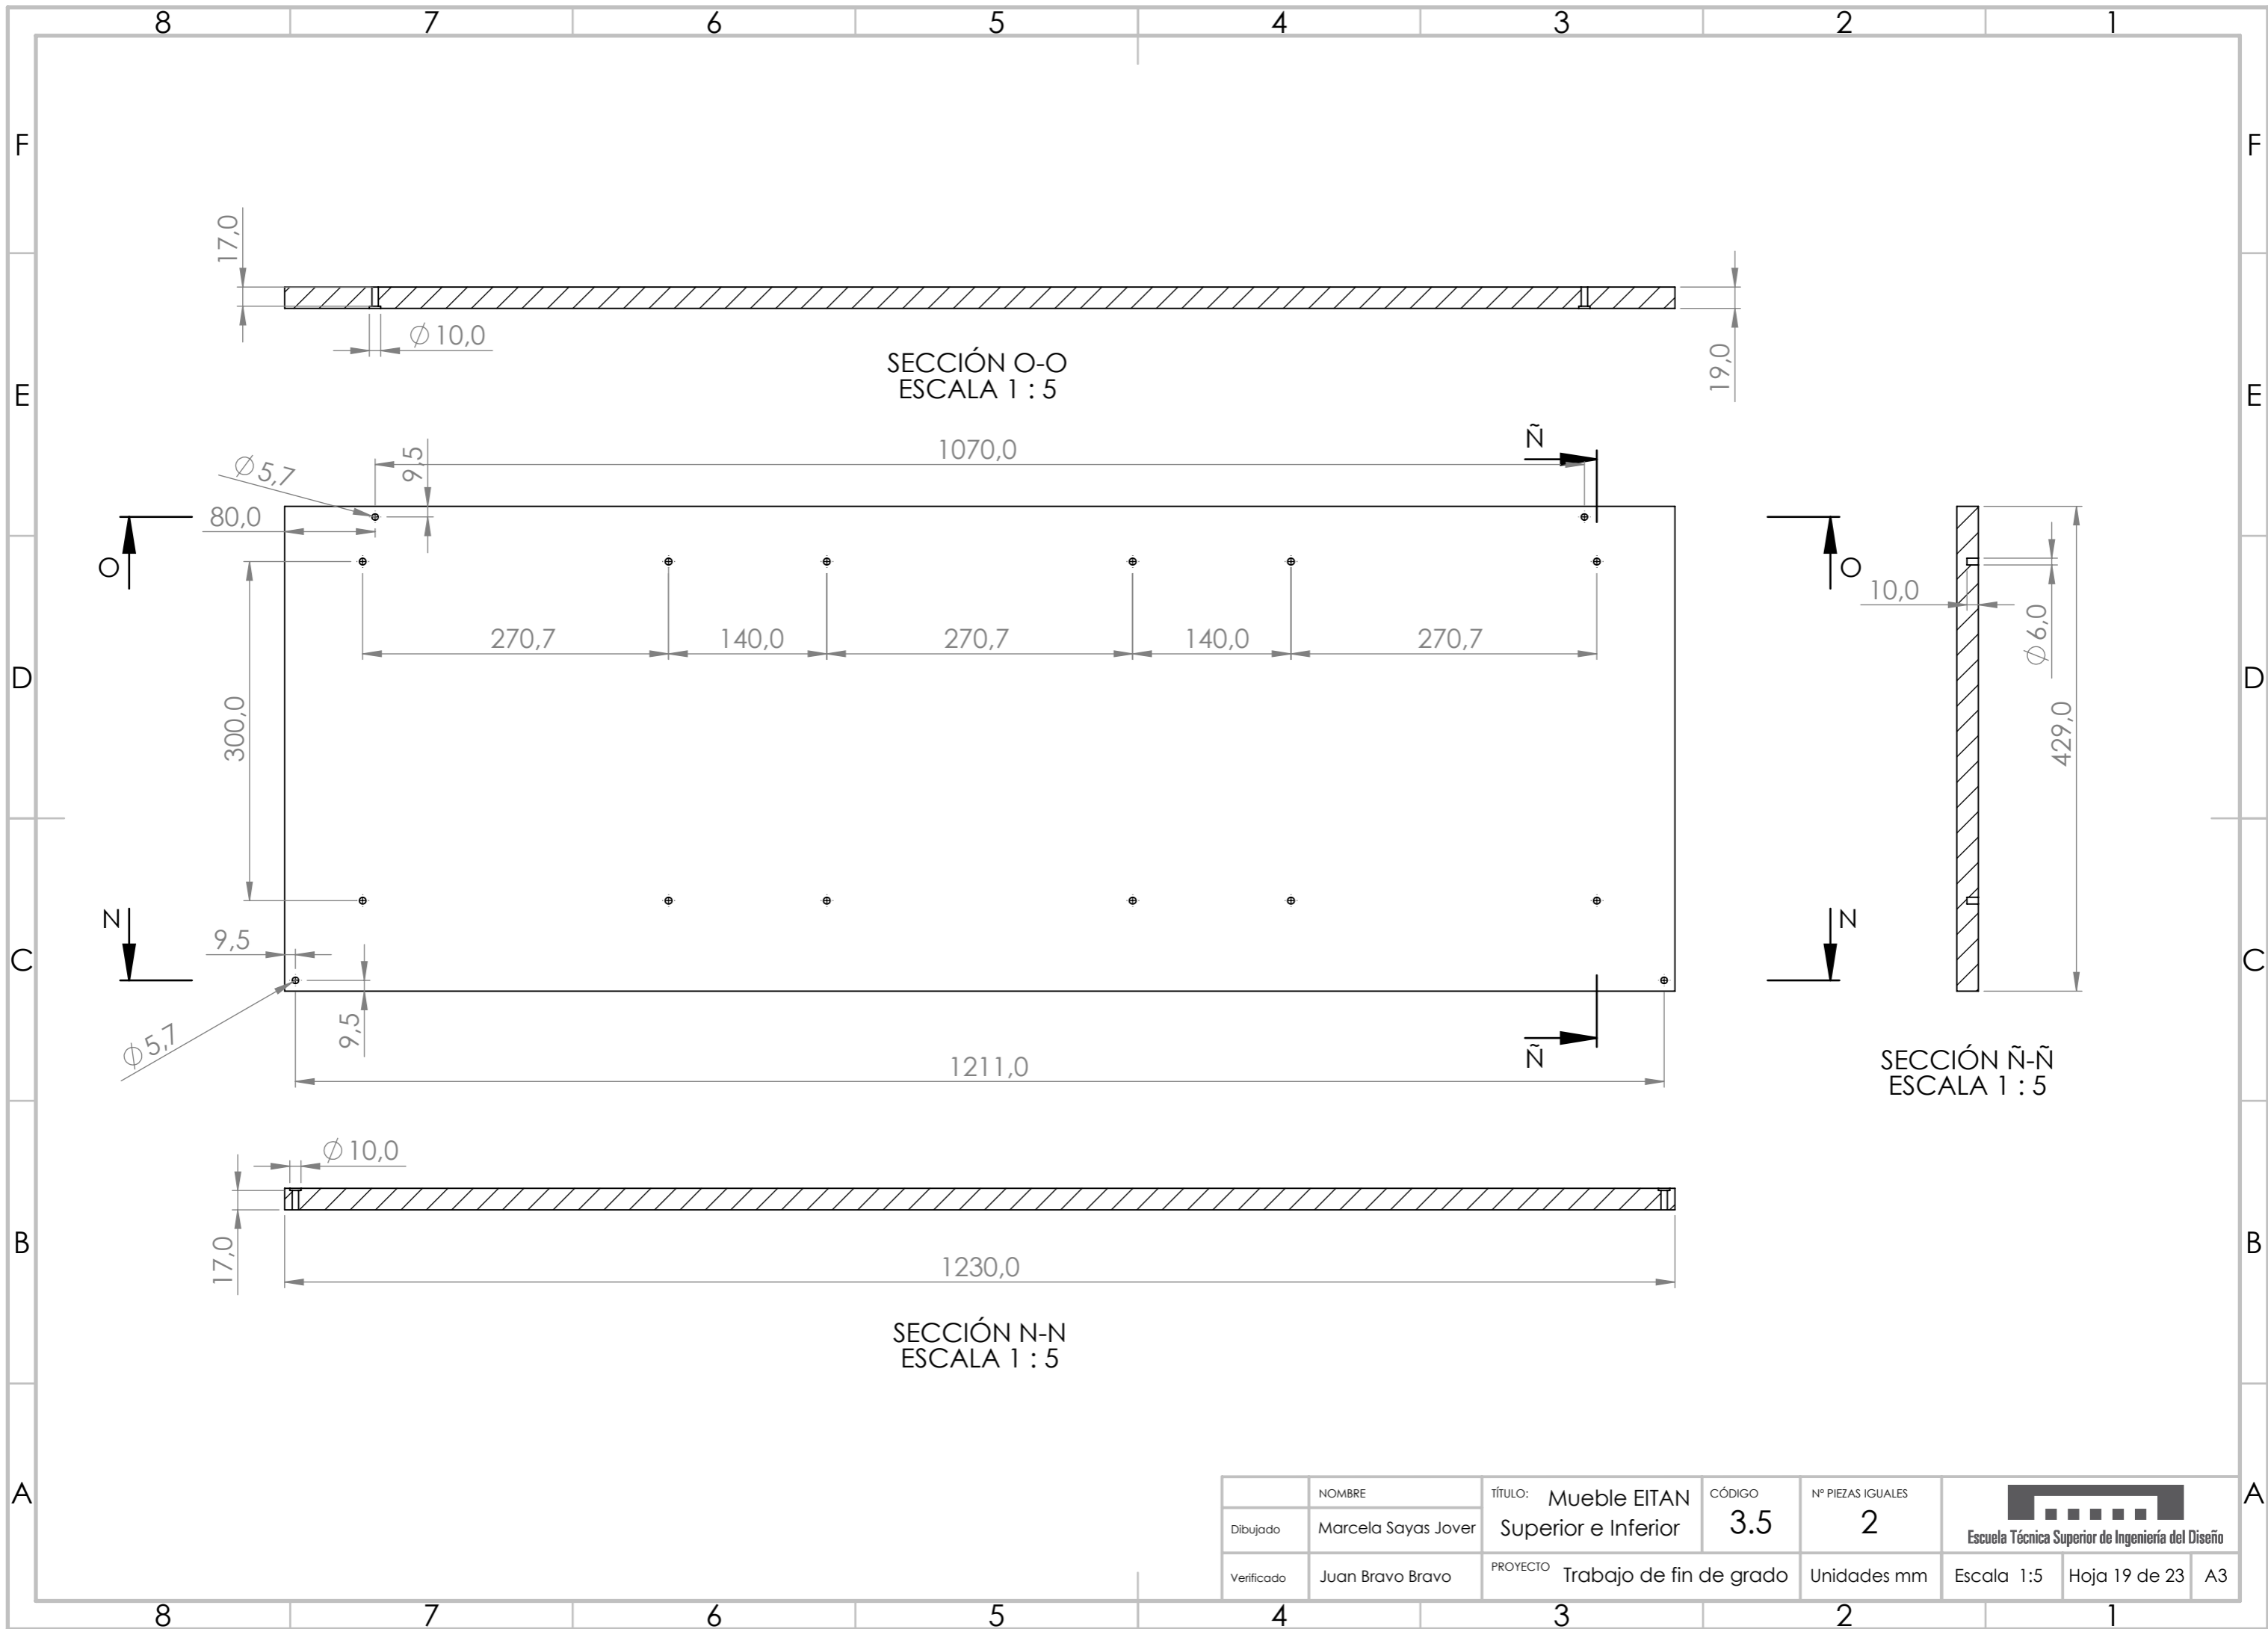 8 7 6 5 4 3 2 1
F F
17,0
Ø 10,0
19,0
SECCIÓN O-O
ESCALA 1 : 5
E E
1070,0
Ñ
Ø 5,7
9,5
80,0
O O
10,0
Ø 6,0
270,7 140,0 270,7 140,0 270,7
D D
300,0
429,0
N N
9,5
C C
9,5
Ø 5,7
Ñ
1211,0
SECCIÓN Ñ-Ñ
ESCALA 1 : 5
Ø 10,0
17,0
B B
1230,0
SECCIÓN N-N
ESCALA 1 : 5
A A
NOMBRE
TÍTULO: Mueble EITAN
Superior e Inferior
CÓDIGO
3.5
Nº PIEZAS IGUALES
2
Dibujado Marcela Sayas Jover
Escuela Técnica Superior de Ingeniería del Diseño
Verificado Juan Bravo Bravo
PROYECTO Trabajo de fin de grado
Unidades mm
Escala 1:5
Hoja 19 de 23
A3
8 7 6 5 4 3 2 1